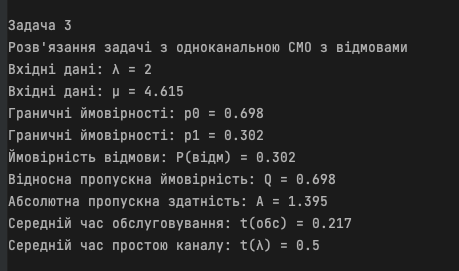 Задача 3
Розв'язання задачі з одноканальною СМО з відмовами
Вхідні дані: λ = 2
Вхідні дані: μ = 4.615
Граничні ймовірності: p0 = 0.698
Граничні ймовірності: p1 = 0.302
Ймовірність відмови: P(відм) = 0.302
Відносна пропускна ймовірність: Q = 0.698
Абсолютна пропускна здатність: A = 1.395
Середній час обслуговування: t(обс) = 0.217
Середній час простою каналу: t(λ) = 0.5